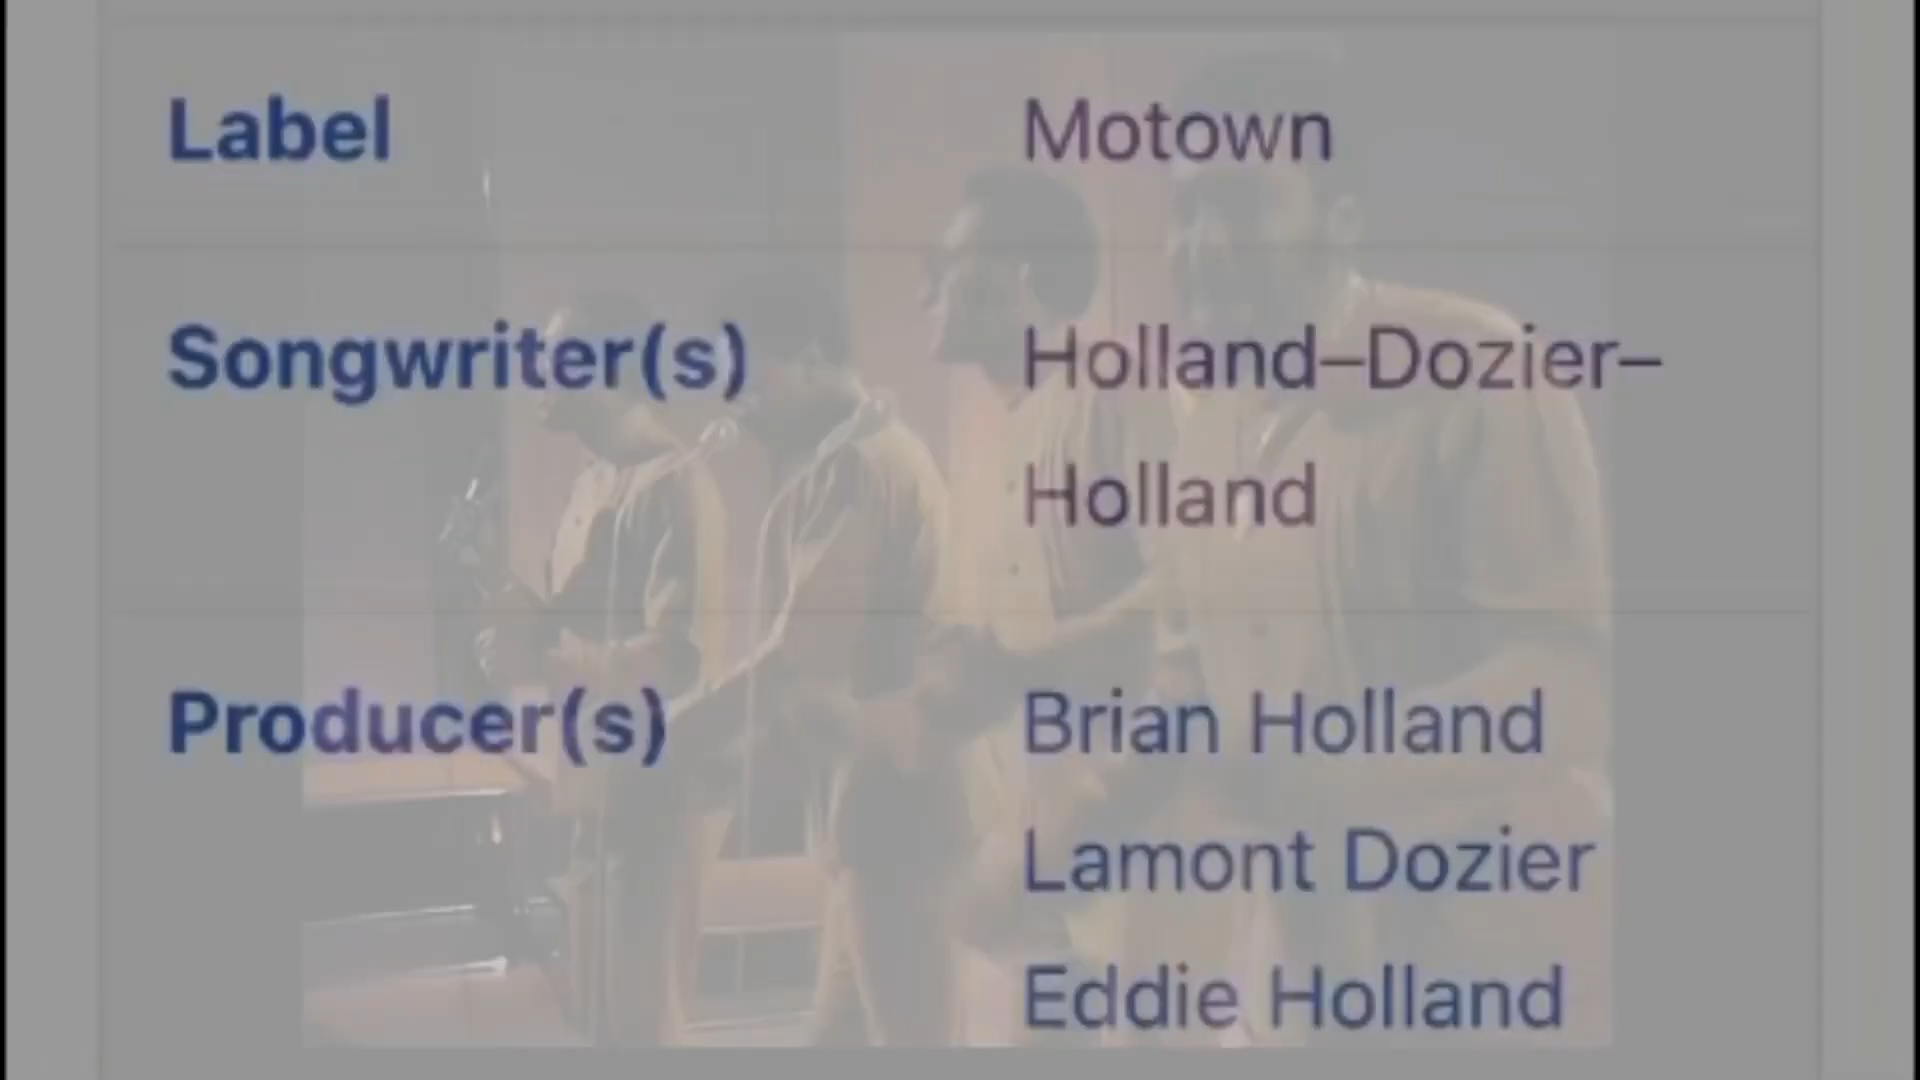 Label Motown
Songwriter(s) Holland–Dozier–
Holland
Producer(s) Brian Holland
Lamont Dozier
Eddie Holland